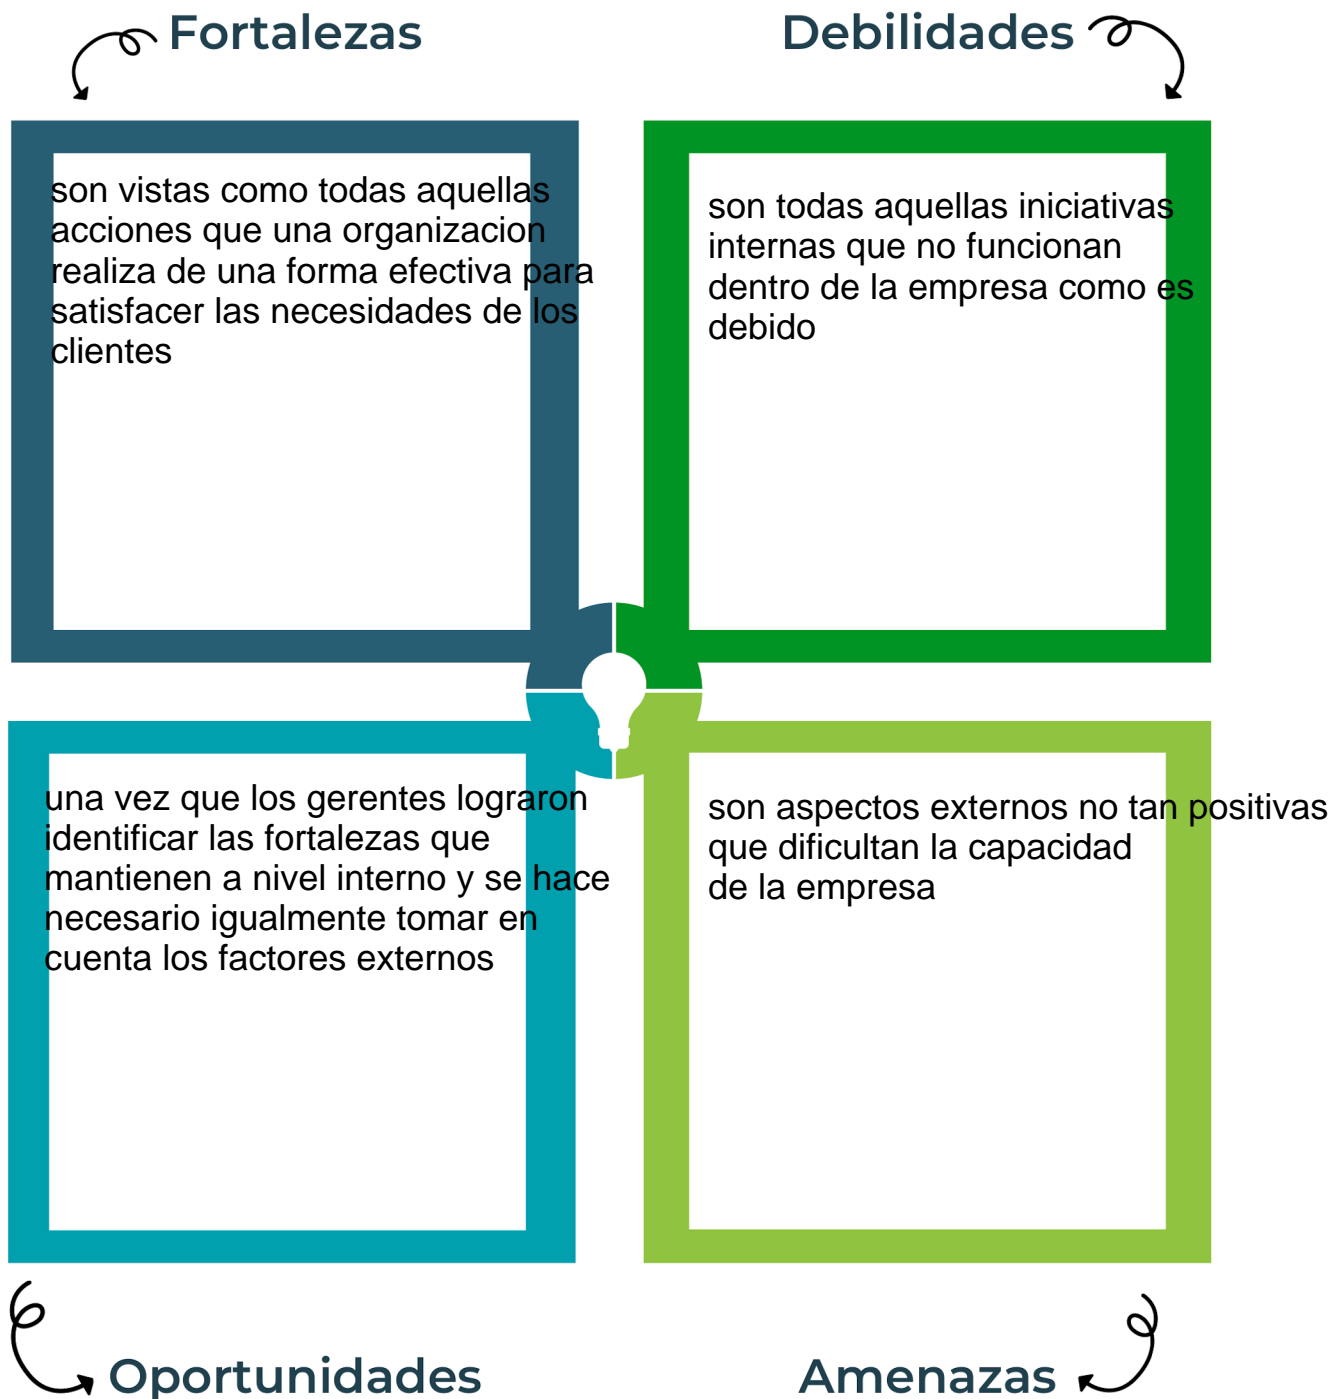 Fortalezas
son vistas como todas aquellas
acciones que una organizacion
realiza de una forma efectiva para
satisfacer las necesidades de los
clientes
Debilidades
son todas aquellas iniciativas
internas que no funcionan
dentro de la empresa como es
debido
una vez que los gerentes lograron
identificar las fortalezas que
mantienen a nivel interno y se hace
necesario igualmente tomar en
cuenta los factores externos
Oportunidades
son aspectos externos no tan positivas
que dificultan la capacidad
de la empresa
Amenazas